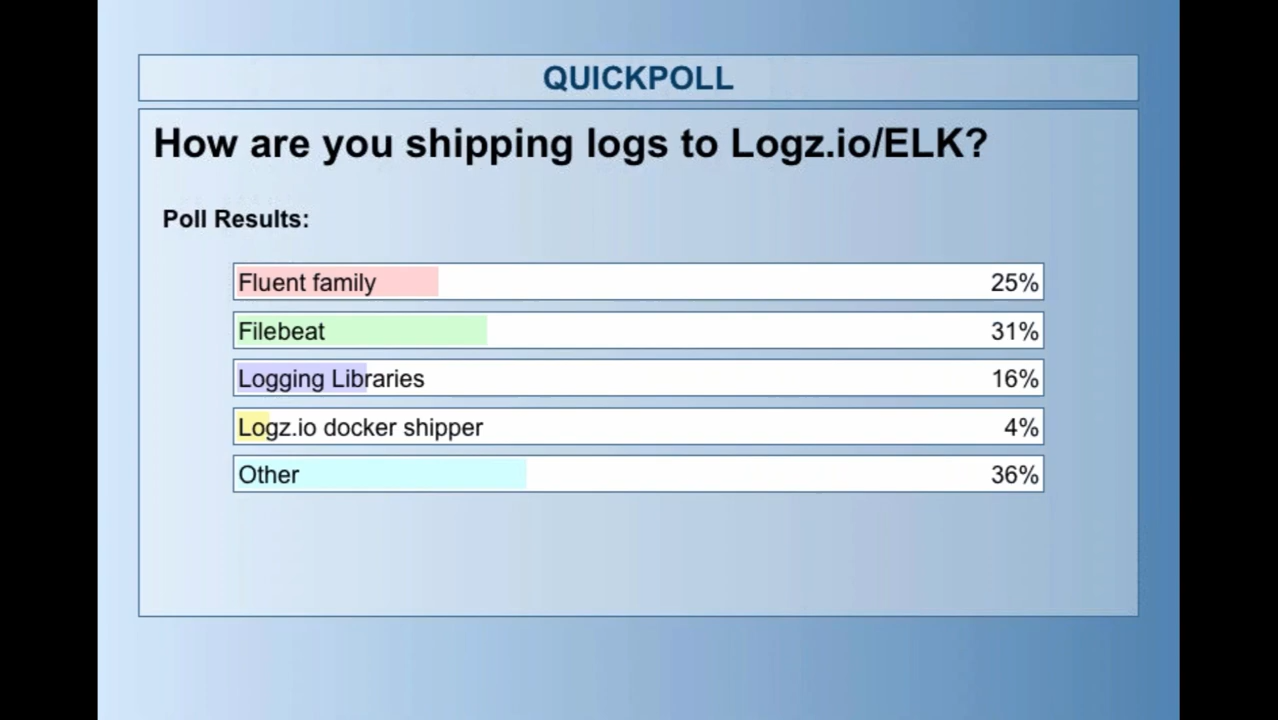 QUICKPOLL
How are you shipping logs to Logz.io/ELK?
Poll Results:
Fluent family 25%
Filebeat 31%
Logging Libraries 16%
Logz.io docker shipper 4%
Other 36%